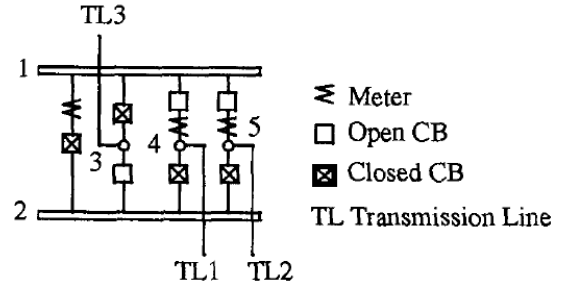 TL3
1
Meter
4
5
Open CB
3
Closed CB
2
TL Transmission Line
TL1
TL2